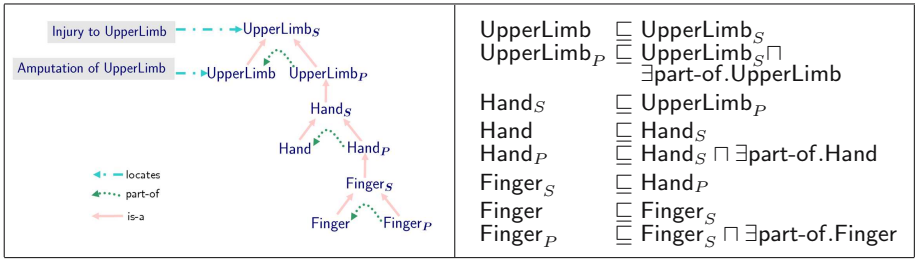 Injury to UpperLimb
UpperLimb_S
Amputation of UpperLimb
UpperLimb
UpperLimb_P
Hand_S
Hand
Hand_P
Finger_S
Finger
Finger_P
locates
part-of
is-a
UpperLimb ⊑ UpperLimb_S
UpperLimb_P ⊑ UpperLimb_S ⊓
∃part-of.UpperLimb
Hand_S ⊑ UpperLimb_P
Hand ⊑ Hand_S
Hand_P ⊑ Hand_S ⊓ ∃part-of.Hand
Finger_S ⊑ Hand_P
Finger ⊑ Finger_S
Finger_P ⊑ Finger_S ⊓ ∃part-of.Finger